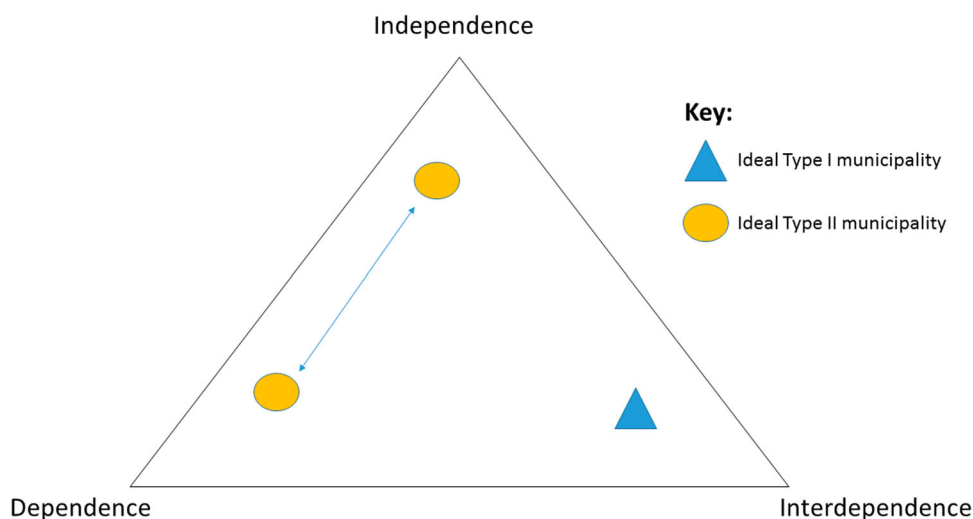 Independence
Key:
Ideal Type I municipality
Ideal Type II municipality
Dependence
Interdependence